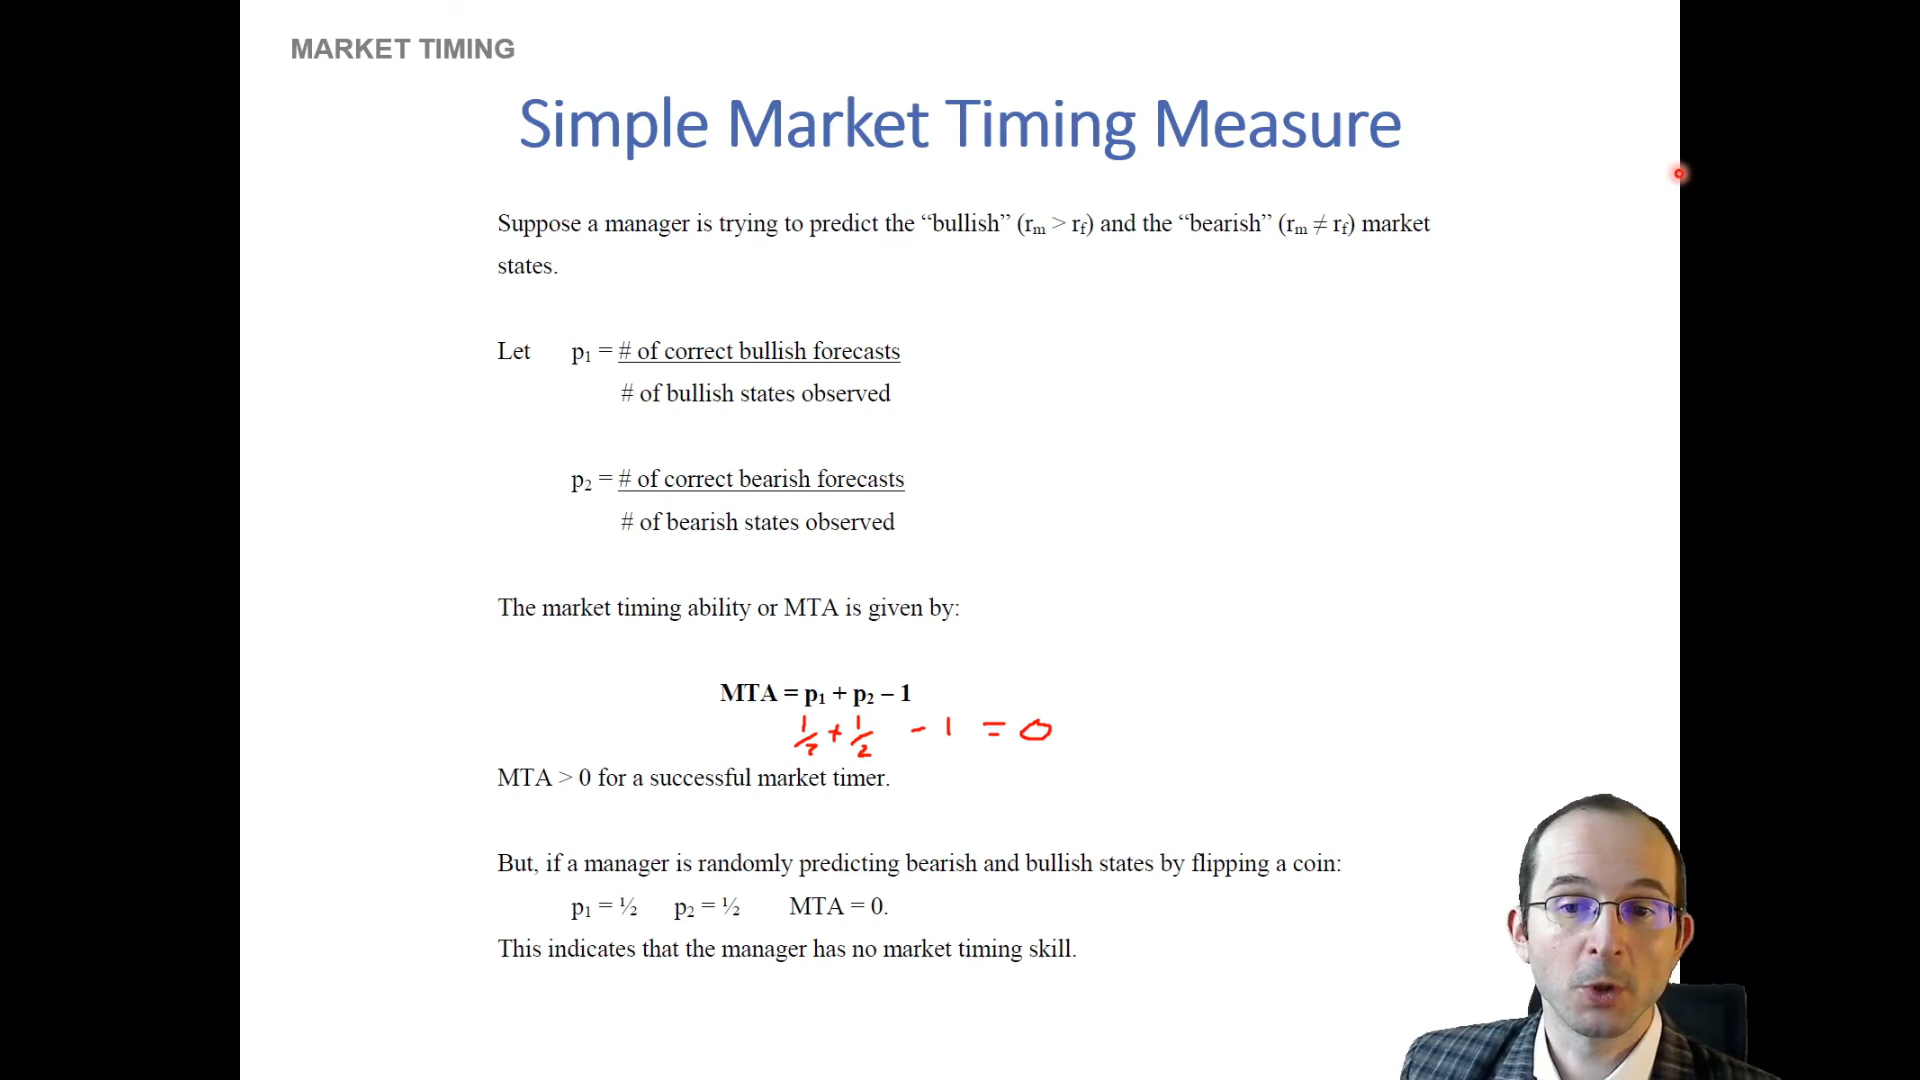 MARKET TIMING
Simple Market Timing Measure
Suppose a manager is trying to predict the “bullish” (rm > rf) and the “bearish” (rm ≠ rf) market
states.
Let p1 = # of correct bullish forecasts
# of bullish states observed
p2 = # of correct bearish forecasts
# of bearish states observed
The market timing ability or MTA is given by:
MTA = p1 + p2 – 1
1/2 + 1/2 - 1 = 0
MTA > 0 for a successful market timer.
But, if a manager is randomly predicting bearish and bullish states by flipping a coin:
p1 = ½ p2 = ½ MTA = 0.
This indicates that the manager has no market timing skill.